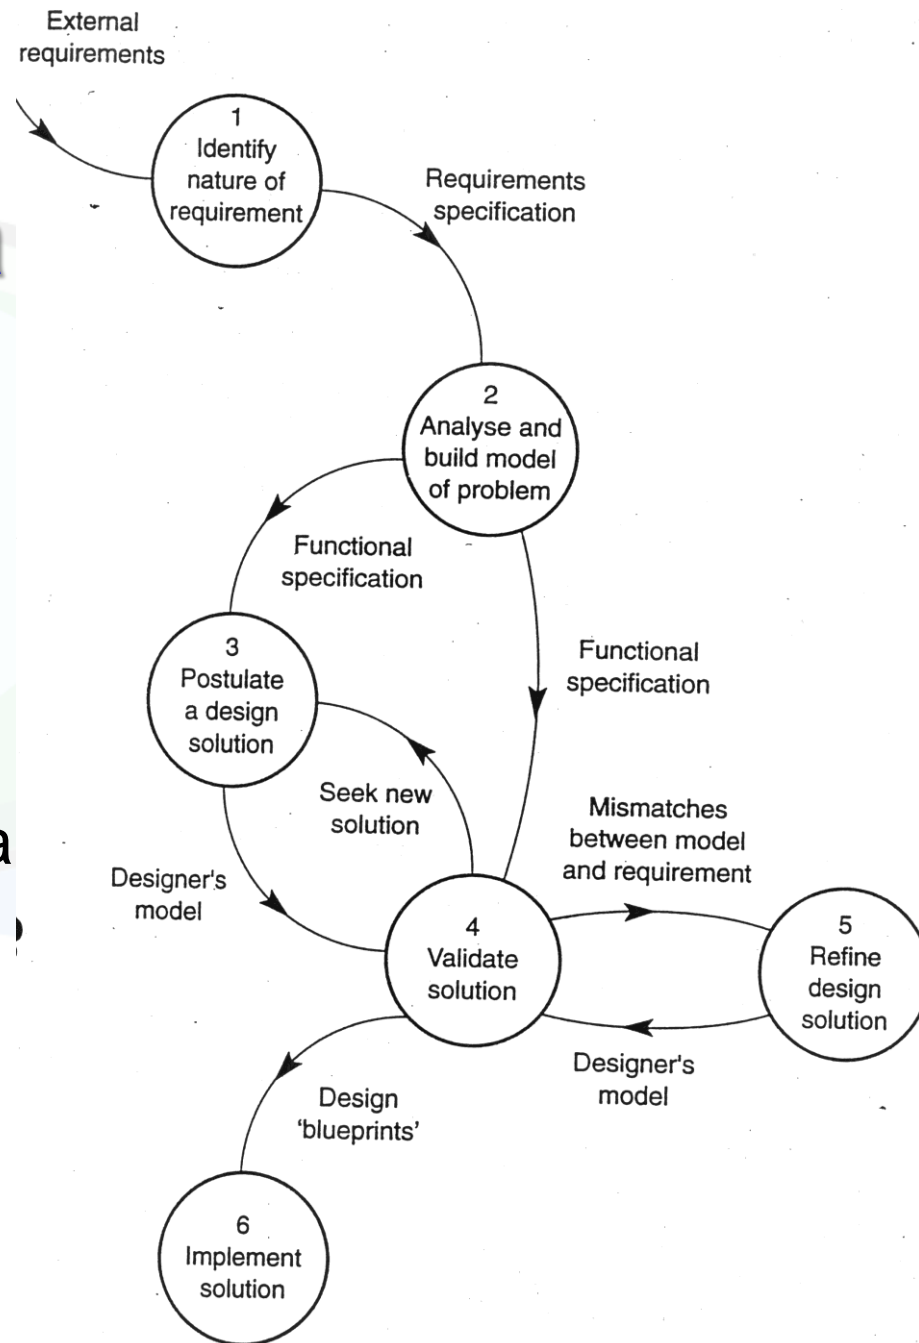 External
requirements
1
Identify
nature of
requirement
Requirements
specification
2
Analyse and
build model
of problem
Functional
specification
Functional
specification
3
Postulate
a design
solution
Seek new
solution
Mismatches
between model
and requirement
Designer's
model
4
Validate
solution
5
Refine
design
solution
Designer's
model
Design
'blueprints'
6
Implement
solution
a